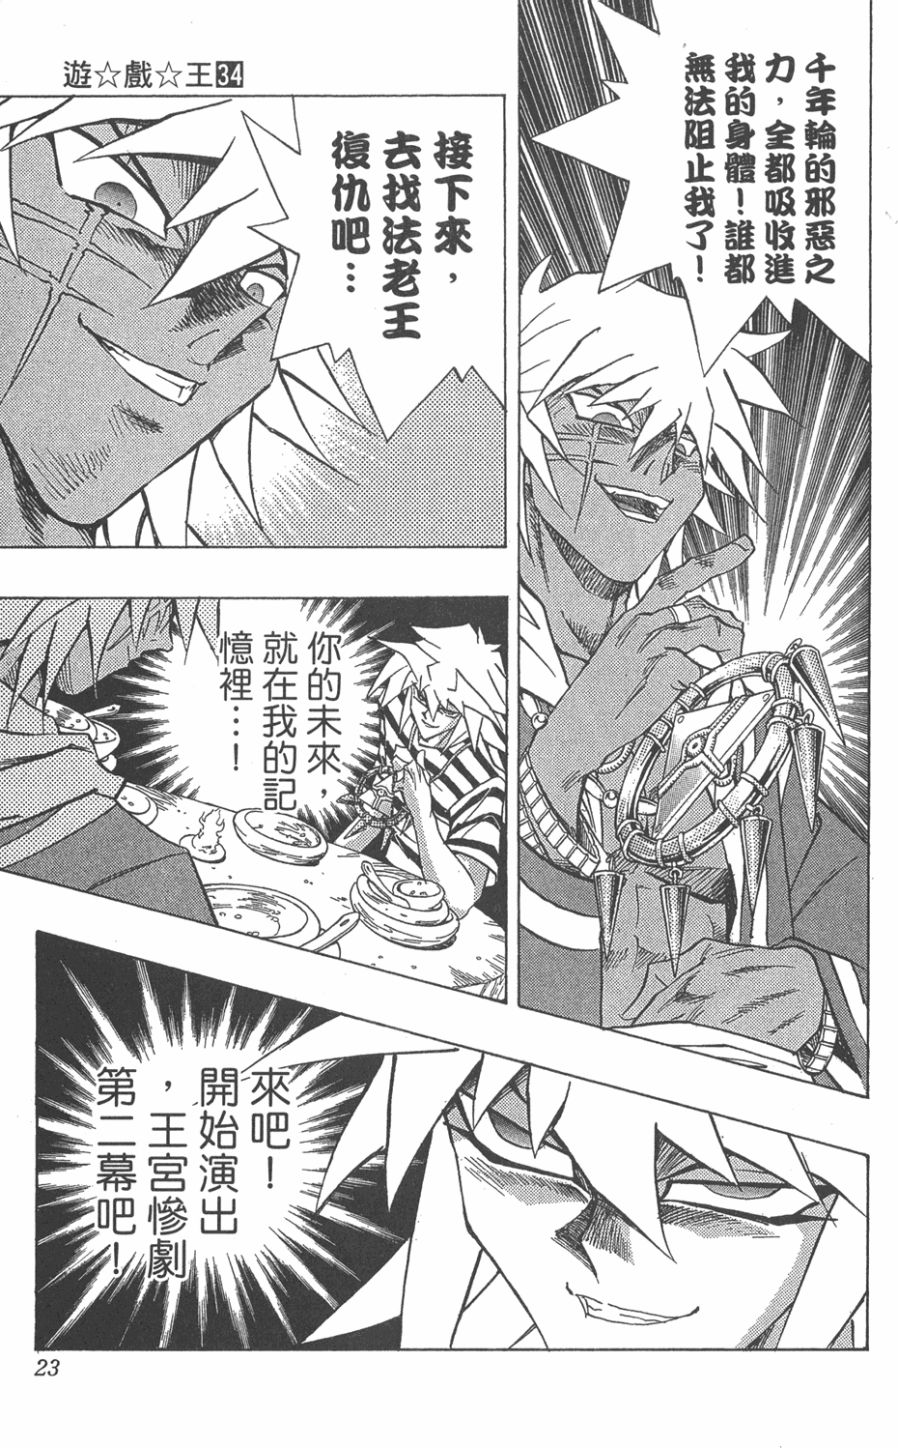 遊☆戲☆王34
千年輪的邪惡之
力，全都吸收進
我的身體！誰都
無法阻止我了！
接下來，
去找法老王
復仇吧…
你的未來，
就在我的記
憶裡…！
來吧！
開始演出
，王宮慘劇
第二幕吧！
23